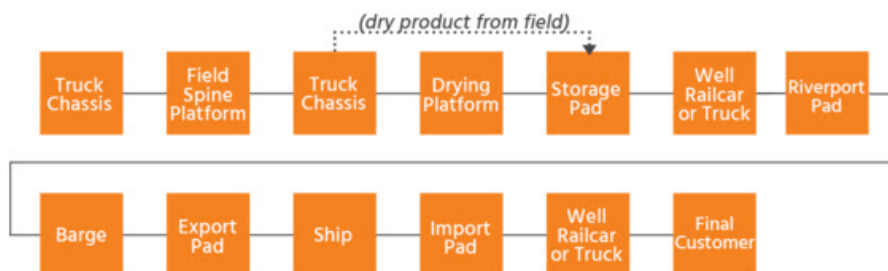 (dry product from field)
Truck
Chassis
Field
Spine
Platform
Truck
Chassis
Drying
Platform
Storage
Pad
Well
Railcar
or Truck
Riverport
Pad
Barge
Export
Pad
Ship
Import
Pad
Well
Railcar
or Truck
Final
Customer